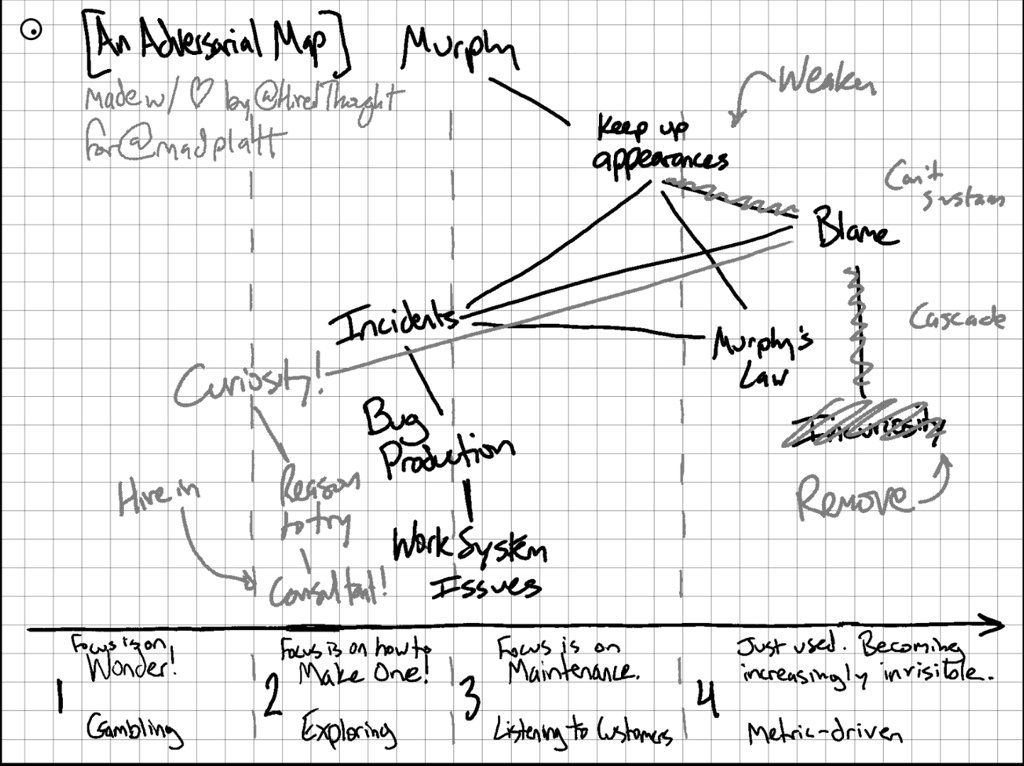 [An Adversarial Map]
Murphy
made w/ ♡ by @HiredThought
for @madplatt
Weaken
Keep up
appearances
Can't
sustain
Blame
Incidents
Cascade
Murphy's
Law
Curiosity!
Bug
Production
Incuriosity
Hire in
Reason
to try
REMOVE
Work System
Issues
Consultant!
Focus is on
Wonder!
Focus is on how to
Make One!
Focus is on
Maintenance.
Just used. Becoming
increasingly invisible.
1
2
3
4
Gambling
Exploring
Listening to Customers
Metric-driven